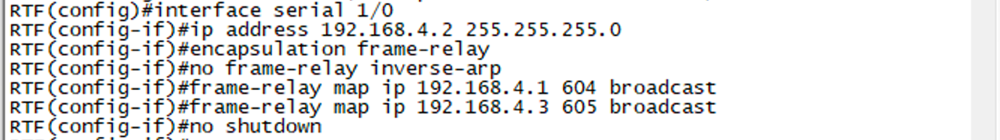 RTF(config)#interface serial 1/0
RTF(config-if)#ip address 192.168.4.2 255.255.255.0
RTF(config-if)#encapsulation frame-relay
RTF(config-if)#no frame-relay inverse-arp
RTF(config-if)#frame-relay map ip 192.168.4.1 604 broadcast
RTF(config-if)#frame-relay map ip 192.168.4.3 605 broadcast
RTF(config-if)#no shutdown